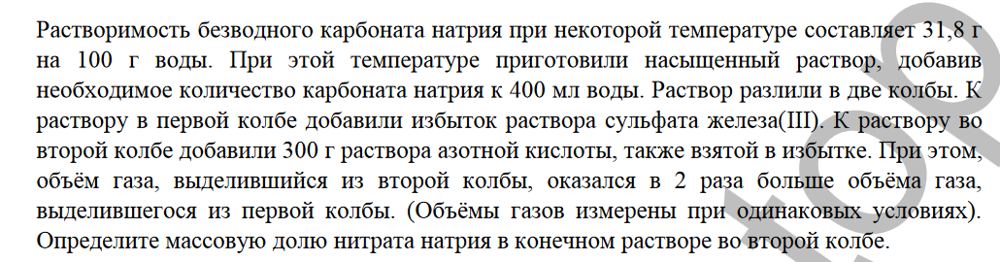 Растворимость безводного карбоната натрия при некоторой температуре составляет 31,8 г
на 100 г воды. При этой температуре приготовили насыщенный раствор, добавив
необходимое количество карбоната натрия к 400 мл воды. Раствор разлили в две колбы. К
раствору в первой колбе добавили избыток раствора сульфата железа(III). К раствору во
второй колбе добавили 300 г раствора азотной кислоты, также взятой в избытке. При этом,
объём газа, выделившийся из второй колбы, оказался в 2 раза больше объёма газа,
выделившегося из первой колбы. (Объёмы газов измерены при одинаковых условиях).
Определите массовую долю нитрата натрия в конечном растворе во второй колбе.